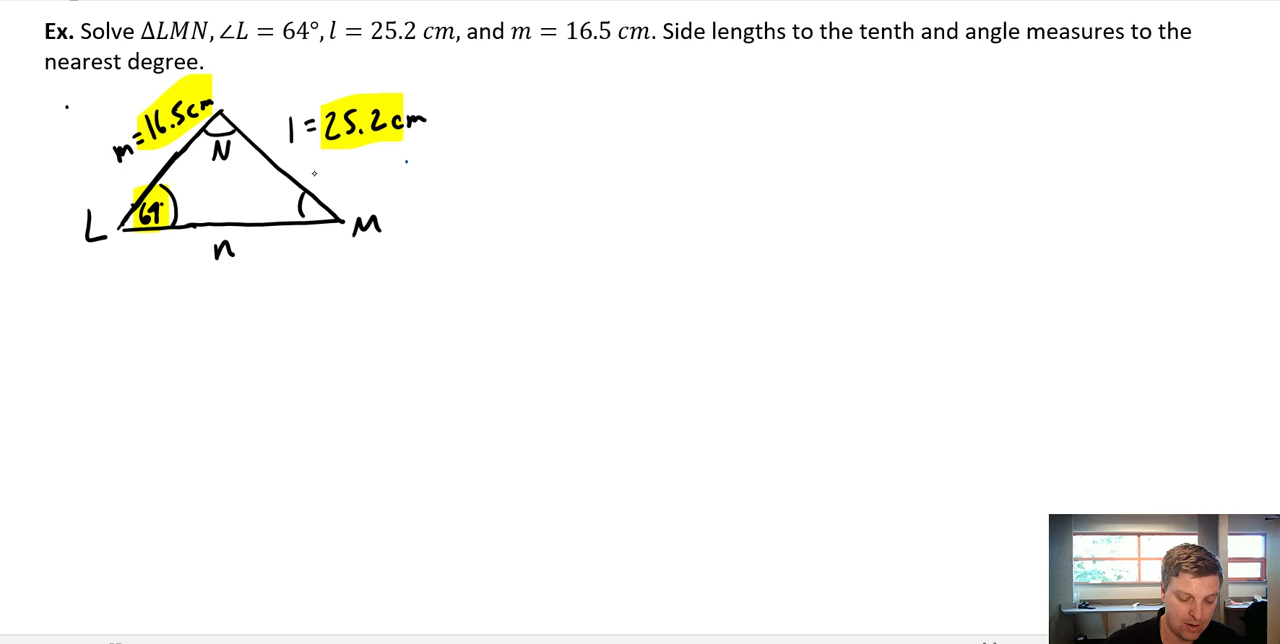 Ex. Solve ΔLMN, ∠L = 64°, l = 25.2 cm, and m = 16.5 cm. Side lengths to the tenth and angle measures to the
nearest degree.
m=16.5cm
l = 25.2cm
N
64°
L
M
n